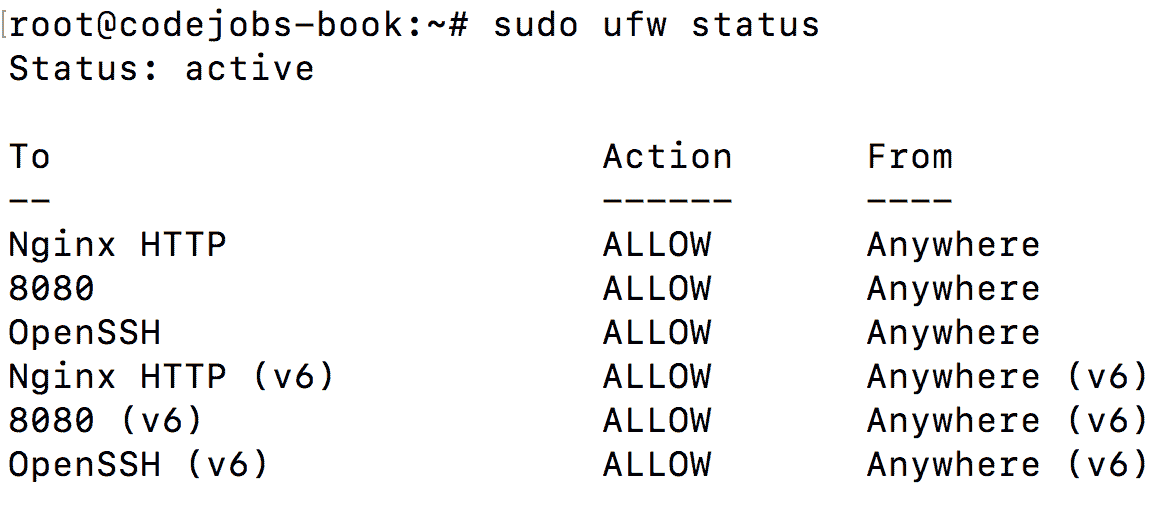 [root@codejobs-book:~# sudo ufw status
Status: active
To Action From
-- ------ ----
Nginx HTTP ALLOW Anywhere
8080 ALLOW Anywhere
OpenSSH ALLOW Anywhere
Nginx HTTP (v6) ALLOW Anywhere (v6)
8080 (v6) ALLOW Anywhere (v6)
OpenSSH (v6) ALLOW Anywhere (v6)